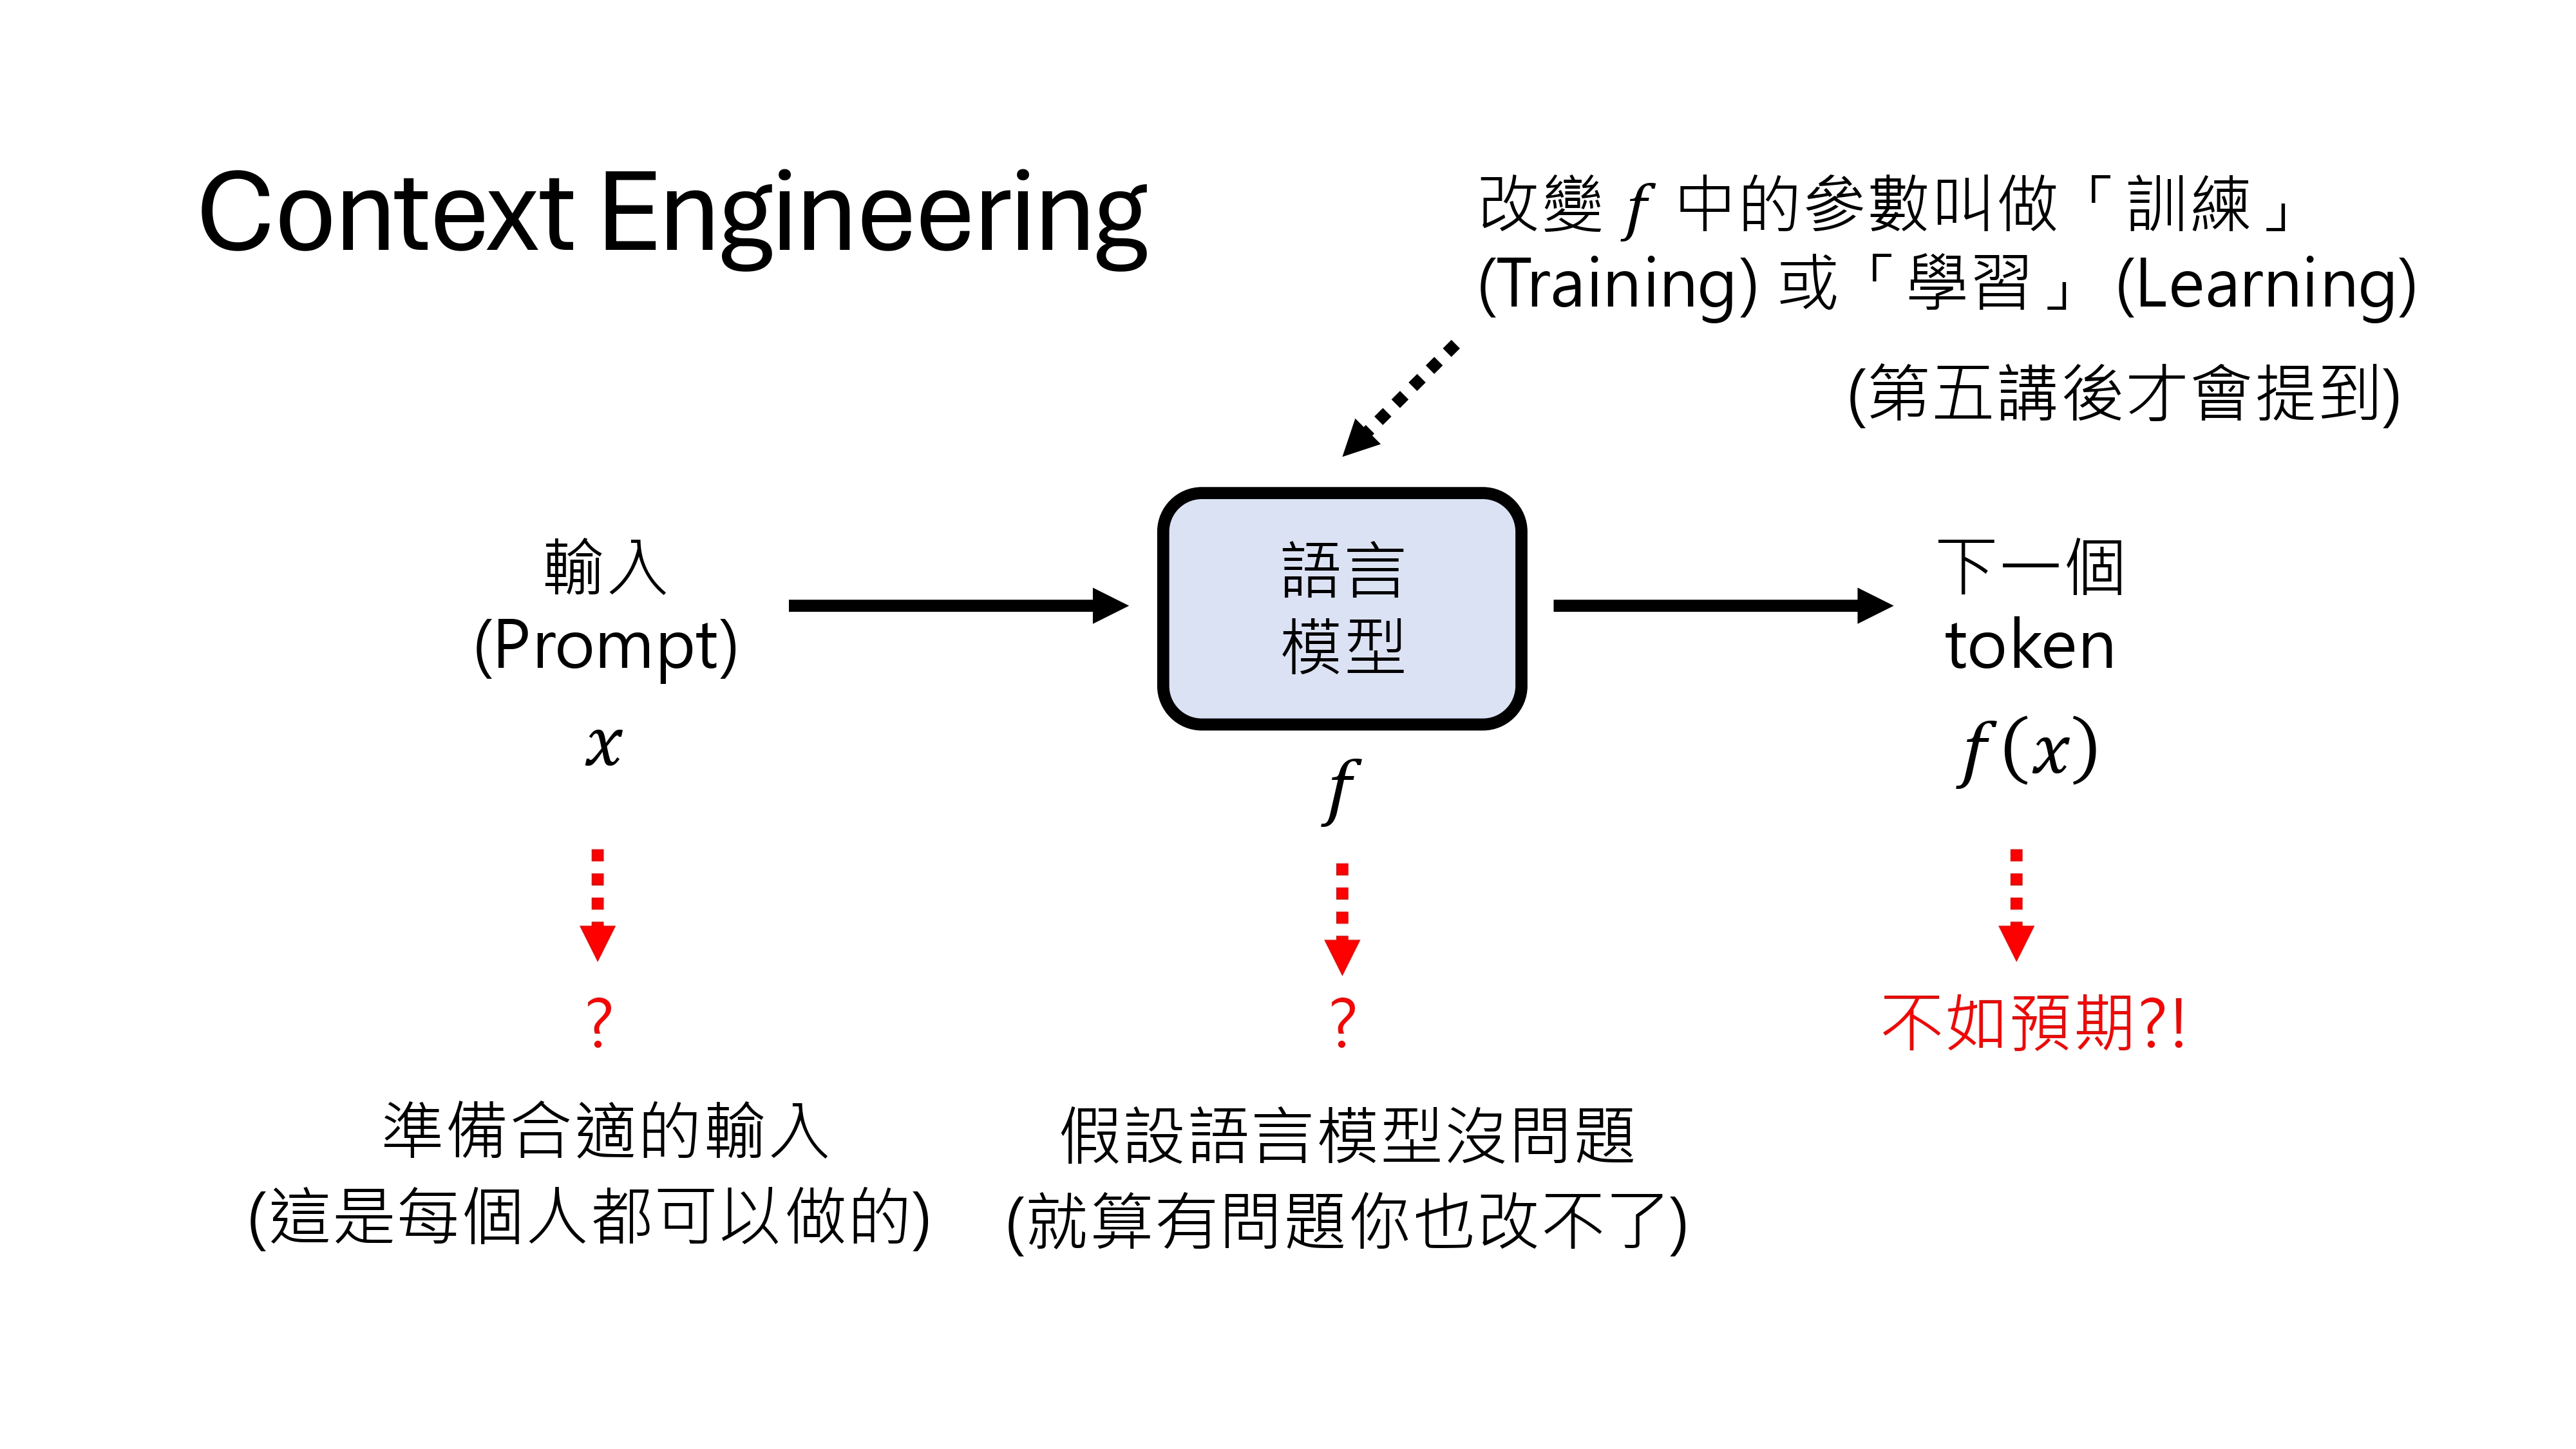 Context Engineering
改變 f 中的參數叫做「訓練」
(Training) 或「學習」 (Learning)
(第五講後才會提到)
輸入
(Prompt)
x
語言
模型
f
下一個
token
f(x)
?
?
不如預期?!
準備合適的輸入
(這是每個人都可以做的)
假設語言模型沒問題
(就算有問題你也改不了)